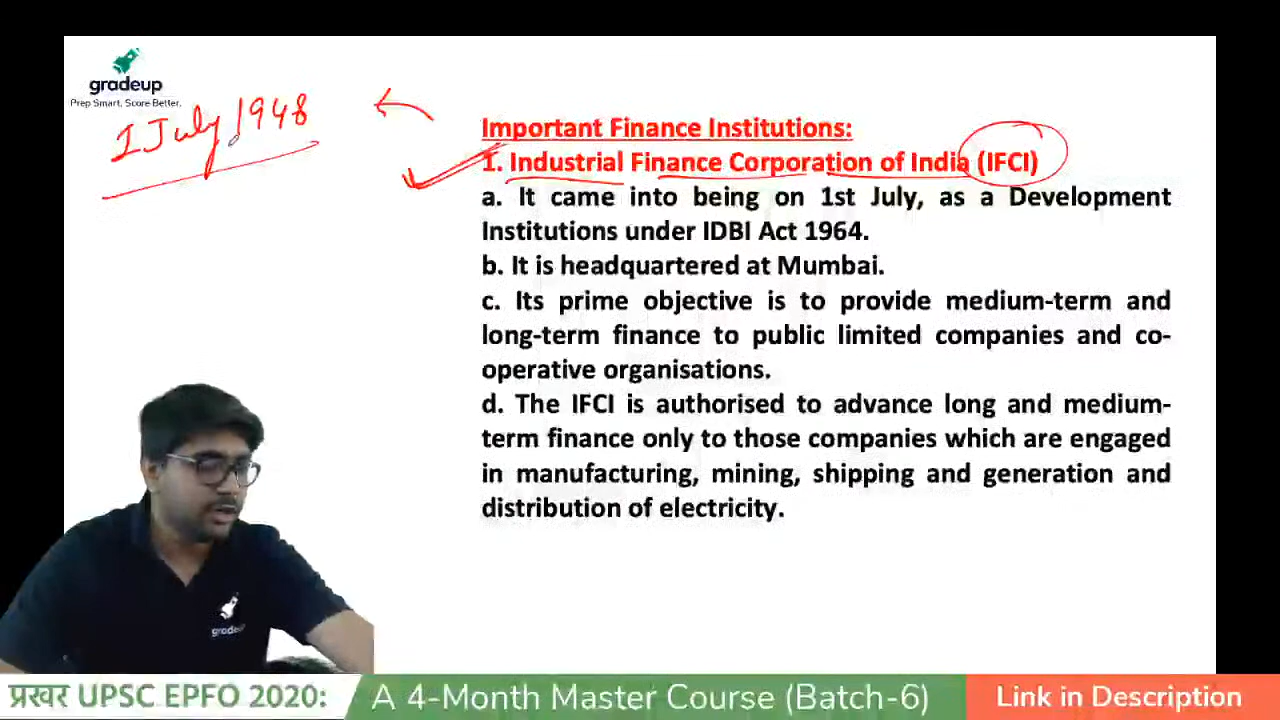 gradeup
Prep Smart, Score Better.
1 July, 1948
Important Finance Institutions:
1. Industrial Finance Corporation of India (IFCI)
a. It came into being on 1st July, as a Development
Institutions under IDBI Act 1964.
b. It is headquartered at Mumbai.
c. Its prime objective is to provide medium-term and
long-term finance to public limited companies and co-
operative organisations.
d. The IFCI is authorised to advance long and medium-
term finance only to those companies which are engaged
in manufacturing, mining, shipping and generation and
distribution of electricity.
gradeup
प्रखर UPSC EPFO 2020:
A 4-Month Master Course (Batch-6)
Link in Description